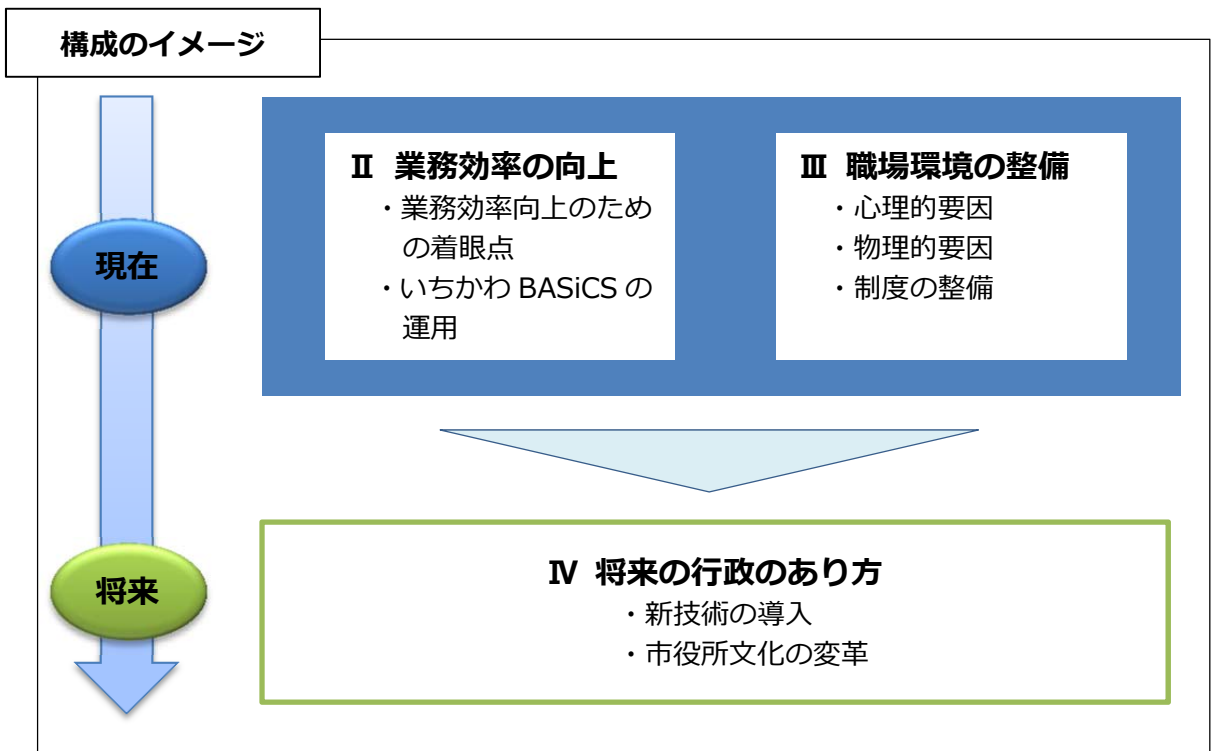 構成のイメージ
現在
Ⅱ 業務効率の向上
・業務効率向上のため
の着眼点
・いちかわ BASiCS の
運用
Ⅲ 職場環境の整備
・心理的要因
・物理的要因
・制度の整備
将来
Ⅳ 将来の行政のあり方
・新技術の導入
・市役所文化の変革